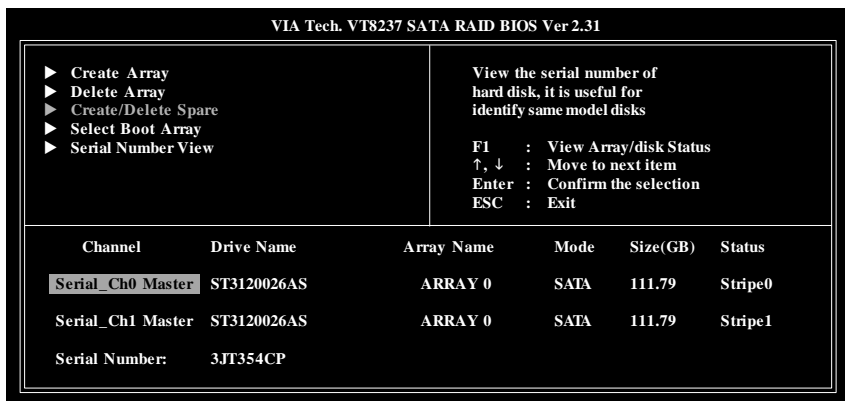 VIA Tech. VT8237 SATA RAID BIOS Ver 2.31
▶ Create Array
▶ Delete Array
▶ Create/Delete Spare
▶ Select Boot Array
▶ Serial Number View
View the serial number of
hard disk, it is useful for
identify same model disks
F1 : View Array/disk Status
↑, ↓ : Move to next item
Enter : Confirm the selection
ESC : Exit
Channel Drive Name Array Name Mode Size(GB) Status
Serial_Ch0 Master ST3120026AS ARRAY 0 SATA 111.79 Stripe0
Serial_Ch1 Master ST3120026AS ARRAY 0 SATA 111.79 Stripe1
Serial Number: 3JT354CP